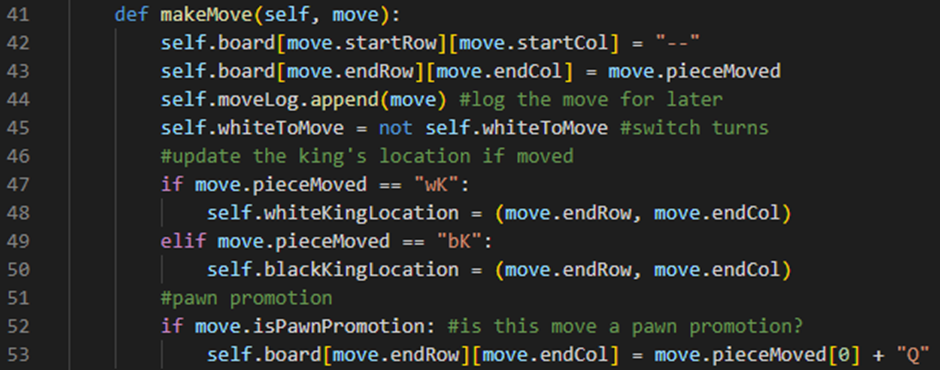 41 def makeMove(self, move):
42 self.board[move.startRow][move.startCol] = "--"
43 self.board[move.endRow][move.endCol] = move.pieceMoved
44 self.moveLog.append(move) #log the move for later
45 self.whiteToMove = not self.whiteToMove #switch turns
46 #update the king's location if moved
47 if move.pieceMoved == "wK":
48 self.whiteKingLocation = (move.endRow, move.endCol)
49 elif move.pieceMoved == "bK":
50 self.blackKingLocation = (move.endRow, move.endCol)
51 #pawn promotion
52 if move.isPawnPromotion: #is this move a pawn promotion?
53 self.board[move.endRow][move.endCol] = move.pieceMoved[0] + "Q"